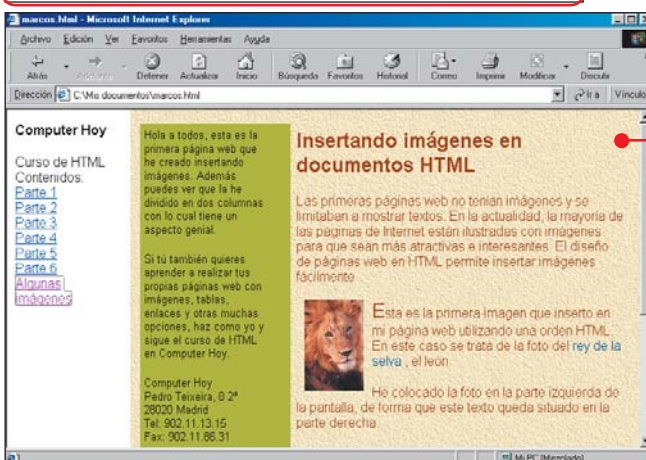 marcos.html - Microsoft Internet Explorer
Archivo Edición Ver Favoritos Herramientas Ayuda
Atrás Adelante Detener Actualizar Inicio Búsqueda Favoritos Historial Correo Imprimir Modificar Discutir
Dirección C:\Mis documentos\marcos.html Ir a Vínculo
Computer Hoy
Curso de HTML
Contenidos:
Parte 1
Parte 2
Parte 3
Parte 4
Parte 5
Parte 6
Algunas
imágenes
Hola a todos, esta es la
primera página web que
he creado insertando
imágenes. Además
puedes ver que la he
dividido en dos columnas
con lo cual tiene un
aspecto genial.
Si tú también quieres
aprender a realizar tus
propias páginas web con
imágenes, tablas,
enlaces y otras muchas
opciones, haz como yo y
sigue el curso de HTML
en Computer Hoy.
Computer Hoy
Pedro Teixeira, 8 2ª
28020 Madrid
Tel: 902.11.13.15
Fax: 902.11.86.31
Insertando imágenes en
documentos HTML
Las primeras páginas web no tenían imágenes y se
limitaban a mostrar textos. En la actualidad, la mayoría de
las páginas de Internet están ilustradas con imágenes
para que sean más atractivas e interesantes. El diseño
de páginas web en HTML permite insertar imágenes
fácilmente.
Esta es la primera imagen que inserto en
mi página web utilizando una orden HTML.
En este caso se trata de la foto del rey de la
selva , el león.
He colocado la foto en la parte izquierda de
la pantalla, de forma que este texto queda situado en la
parte derecha.
Mi PC (Mezclado)